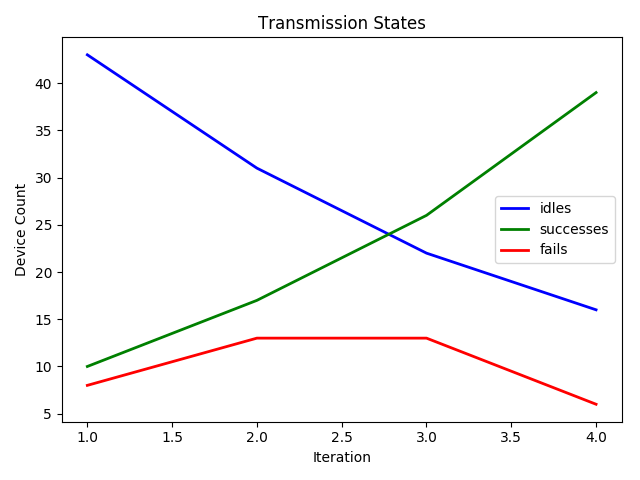 Transmission States
Device Count
40
35
30
25
20
15
10
5
idles
successes
fails
1.0 1.5 2.0 2.5 3.0 3.5 4.0
Iteration